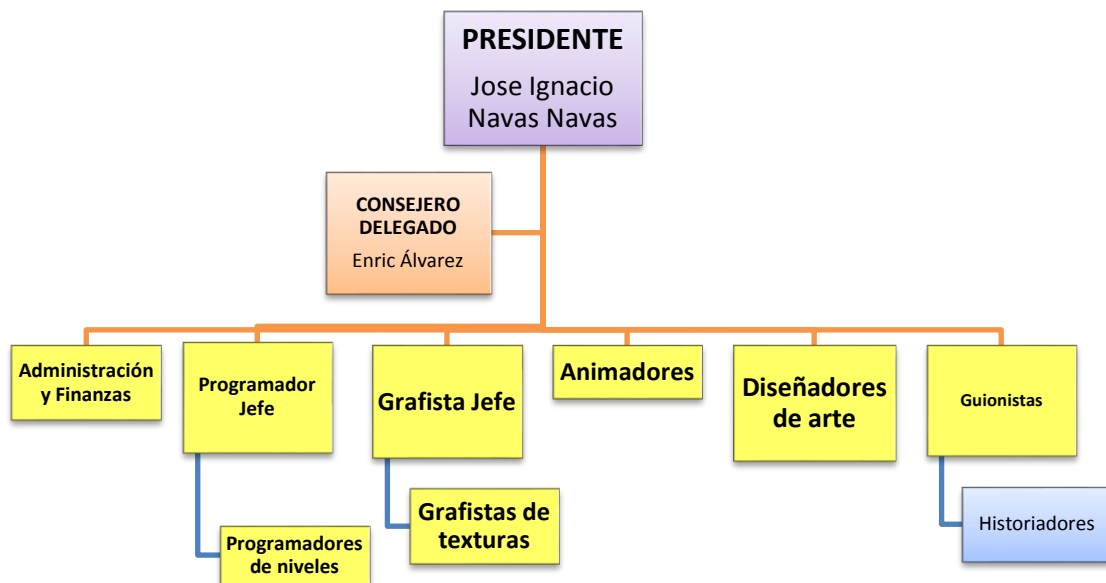 PRESIDENTE
Jose Ignacio
Navas Navas
CONSEJERO
DELEGADO
Enric Álvarez
Administración
y Finanzas
Programador
Jefe
Grafista Jefe
Animadores
Diseñadores
de arte
Guionistas
Programadores
de niveles
Grafistas de
texturas
Historiadores